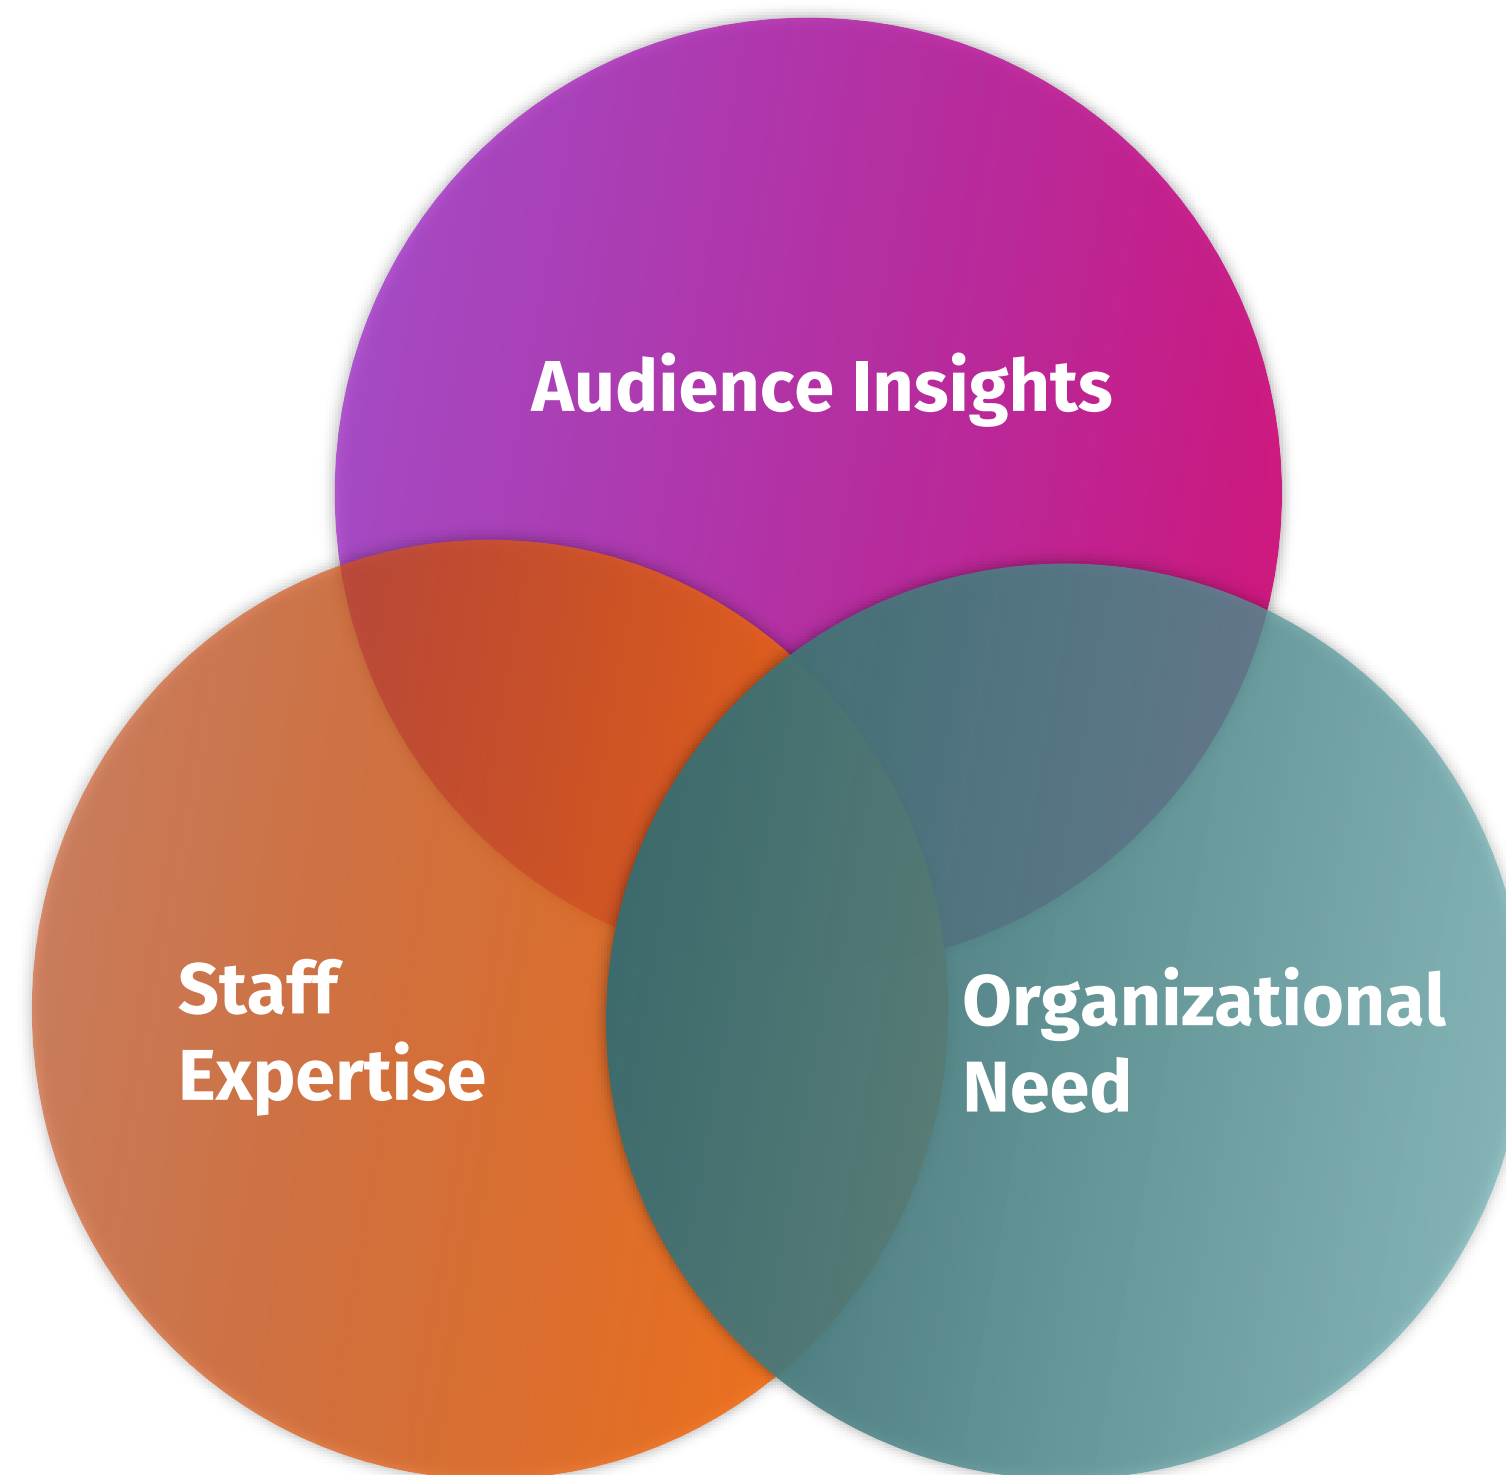 Audience Insights
Staff
Expertise
Organizational
Need